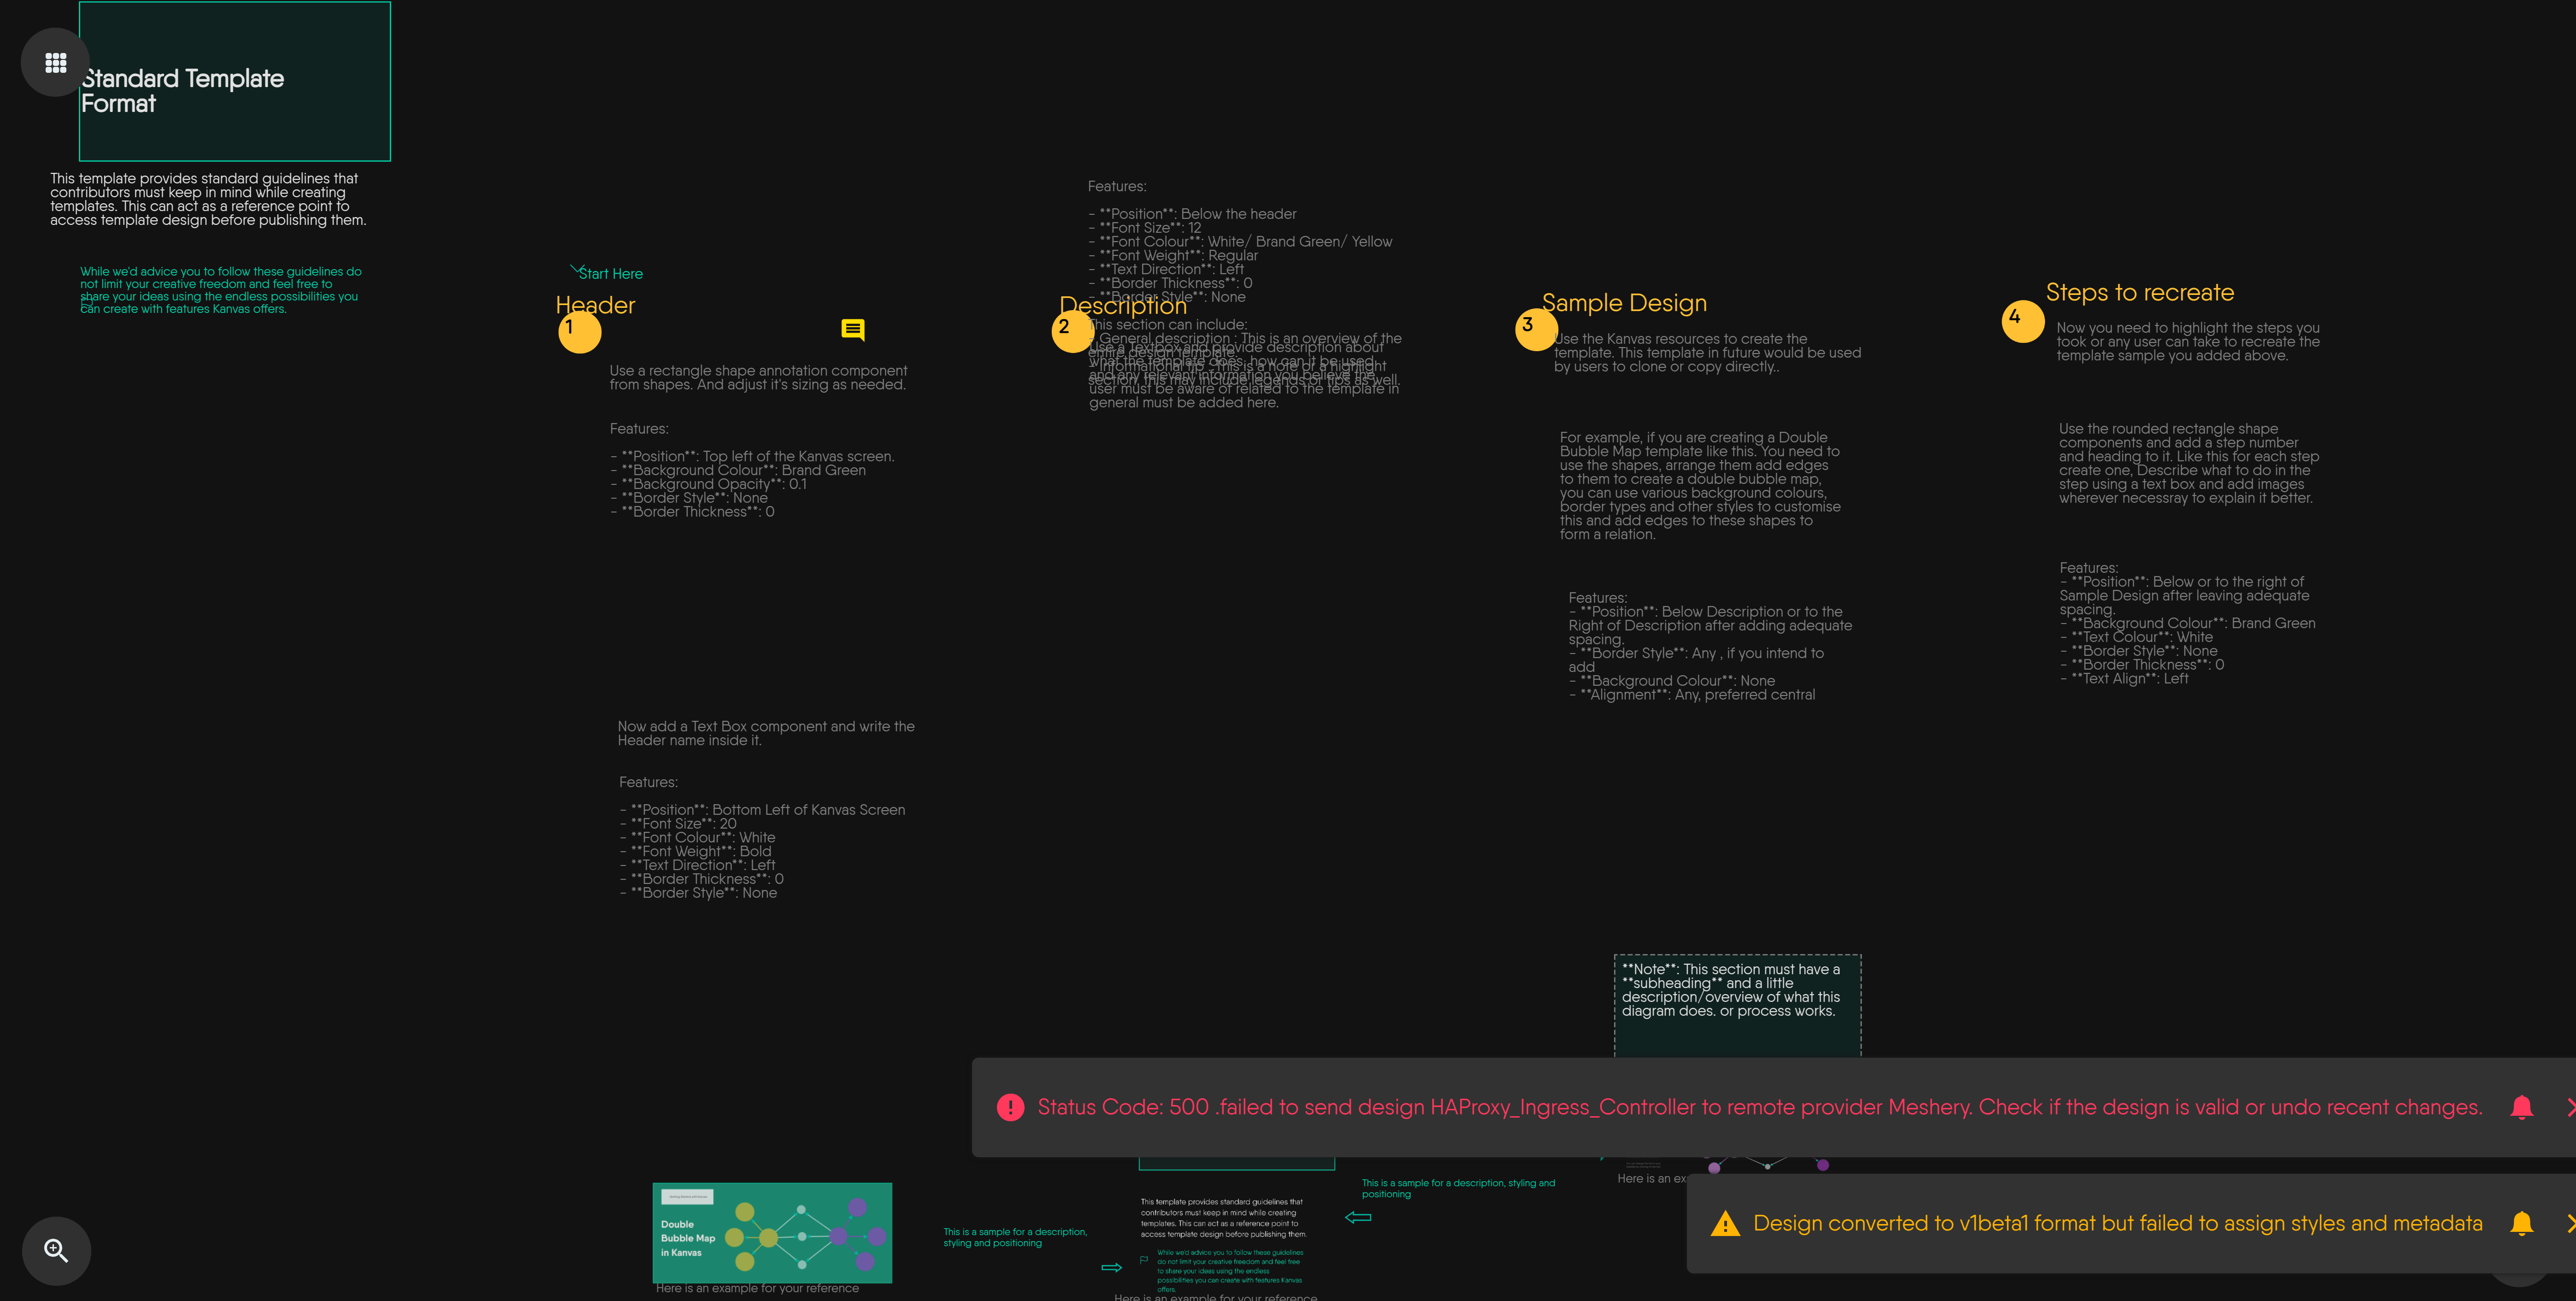 Standard Template
Format
This template provides standard guidelines that
contributors must keep in mind while creating
templates. This can act as a reference point to
access template design before publishing them.
While we'd advice you to follow these guidelines do
not limit your creative freedom and feel free to
share your ideas using the endless possibilities you
can create with features Kanvas offers.
Start Here
Header
1
Use a rectangle shape annotation component
from shapes. And adjust it's sizing as needed.
Features:
- **Position**: Top left of the Kanvas screen.
- **Background Colour**: Brand Green
- **Background Opacity**: 0.1
- **Border Style**: None
- **Border Thickness**: 0
Now add a Text Box component and write the
Header name inside it.
Features:
- **Position**: Bottom Left of Kanvas Screen
- **Font Size**: 20
- **Font Colour**: White
- **Font Weight**: Bold
- **Text Direction**: Left
- **Border Thickness**: 0
- **Border Style**: None
Features:
- **Position**: Below the header
- **Font Size**: 12
- **Font Colour**: White/ Brand Green/ Yellow
- **Font Weight**: Regular
- **Text Direction**: Left
- **Border Thickness**: 0
- **Border Style**: None
Description
2
This section can include:
- General description : This is an overview of the
entire design template.
- Informational tip - This is a note or a highlight
section, this may include legends or tips as well.
Use a Textbox and provide description about
what the template does, how can it be used,
and any relevant information you believe the
user must be aware of related to the template in
general must be added here.
Sample Design
3
Use the Kanvas resources to create the
template. This template in future would be used
by users to clone or copy directly..
For example, if you are creating a Double
Bubble Map template like this. You need to
use the shapes, arrange them add edges
to them to create a double bubble map,
you can use various background colours,
border types and other styles to customise
this and add edges to these shapes to
form a relation.
Features:
- **Position**: Below Description or to the
Right of Description after adding adequate
spacing.
- **Border Style**: Any , if you intend to
add
- **Background Colour**: None
- **Alignment**: Any, preferred central
Steps to recreate
4
Now you need to highlight the steps you
took or any user can take to recreate the
template sample you added above.
Use the rounded rectangle shape
components and add a step number
and heading to it. Like this for each step
create one, Describe what to do in the
step using a text box and add images
wherever necessray to explain it better.
Features:
- **Position**: Below or to the right of
Sample Design after leaving adequate
spacing.
- **Background Colour**: Brand Green
- **Text Colour**: White
- **Border Style**: None
- **Border Thickness**: 0
- **Text Align**: Left
**Note**: This section must have a
**subheading** and a little
description/overview of what this
diagram does. or process works.
Status Code: 500 .failed to send design HAProxy_Ingress_Controller to remote provider Meshery. Check if the design is valid or undo recent changes.
Design converted to v1beta1 format but failed to assign styles and metadata
Double
Bubble Map
in Kanvas
Here is an example for your reference
This is a sample for a description,
styling and positioning
This template provides standard guidelines that
contributors must keep in mind while creating
templates. This can act as a reference point to
access template design before publishing them.
While we'd advice you to follow these guidelines
do not limit your creative freedom and feel free
to share your ideas using the endless
possibilities you can create with features Kanvas
offers.
Here is an example for your reference
This is a sample for a description, styling and
positioning
Here is an ex